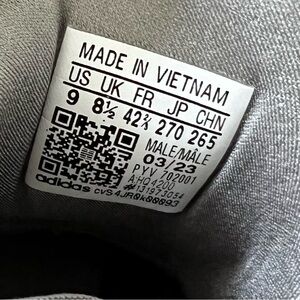 MADE IN VIETNAM
US UK FR JP CHN
9 8½ 42⅔ 270 265
MALE/MÂLE
03/23
PYV 702001
adidas